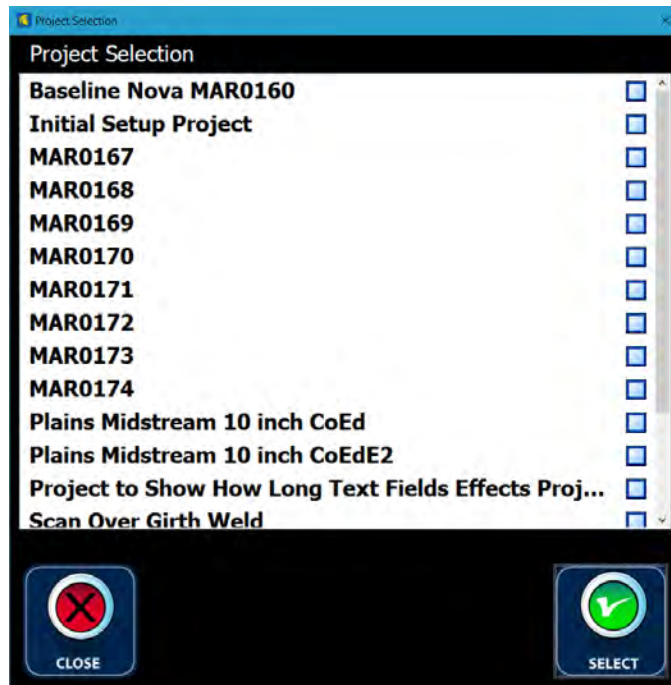 Project Selection
Project Selection
Baseline Nova MAR0160
Initial Setup Project
MAR0167
MAR0168
MAR0169
MAR0170
MAR0171
MAR0172
MAR0173
MAR0174
Plains Midstream 10 inch CoEd
Plains Midstream 10 inch CoEdE2
Project to Show How Long Text Fields Effects Proj...
Scan Over Girth Weld
CLOSE
SELECT